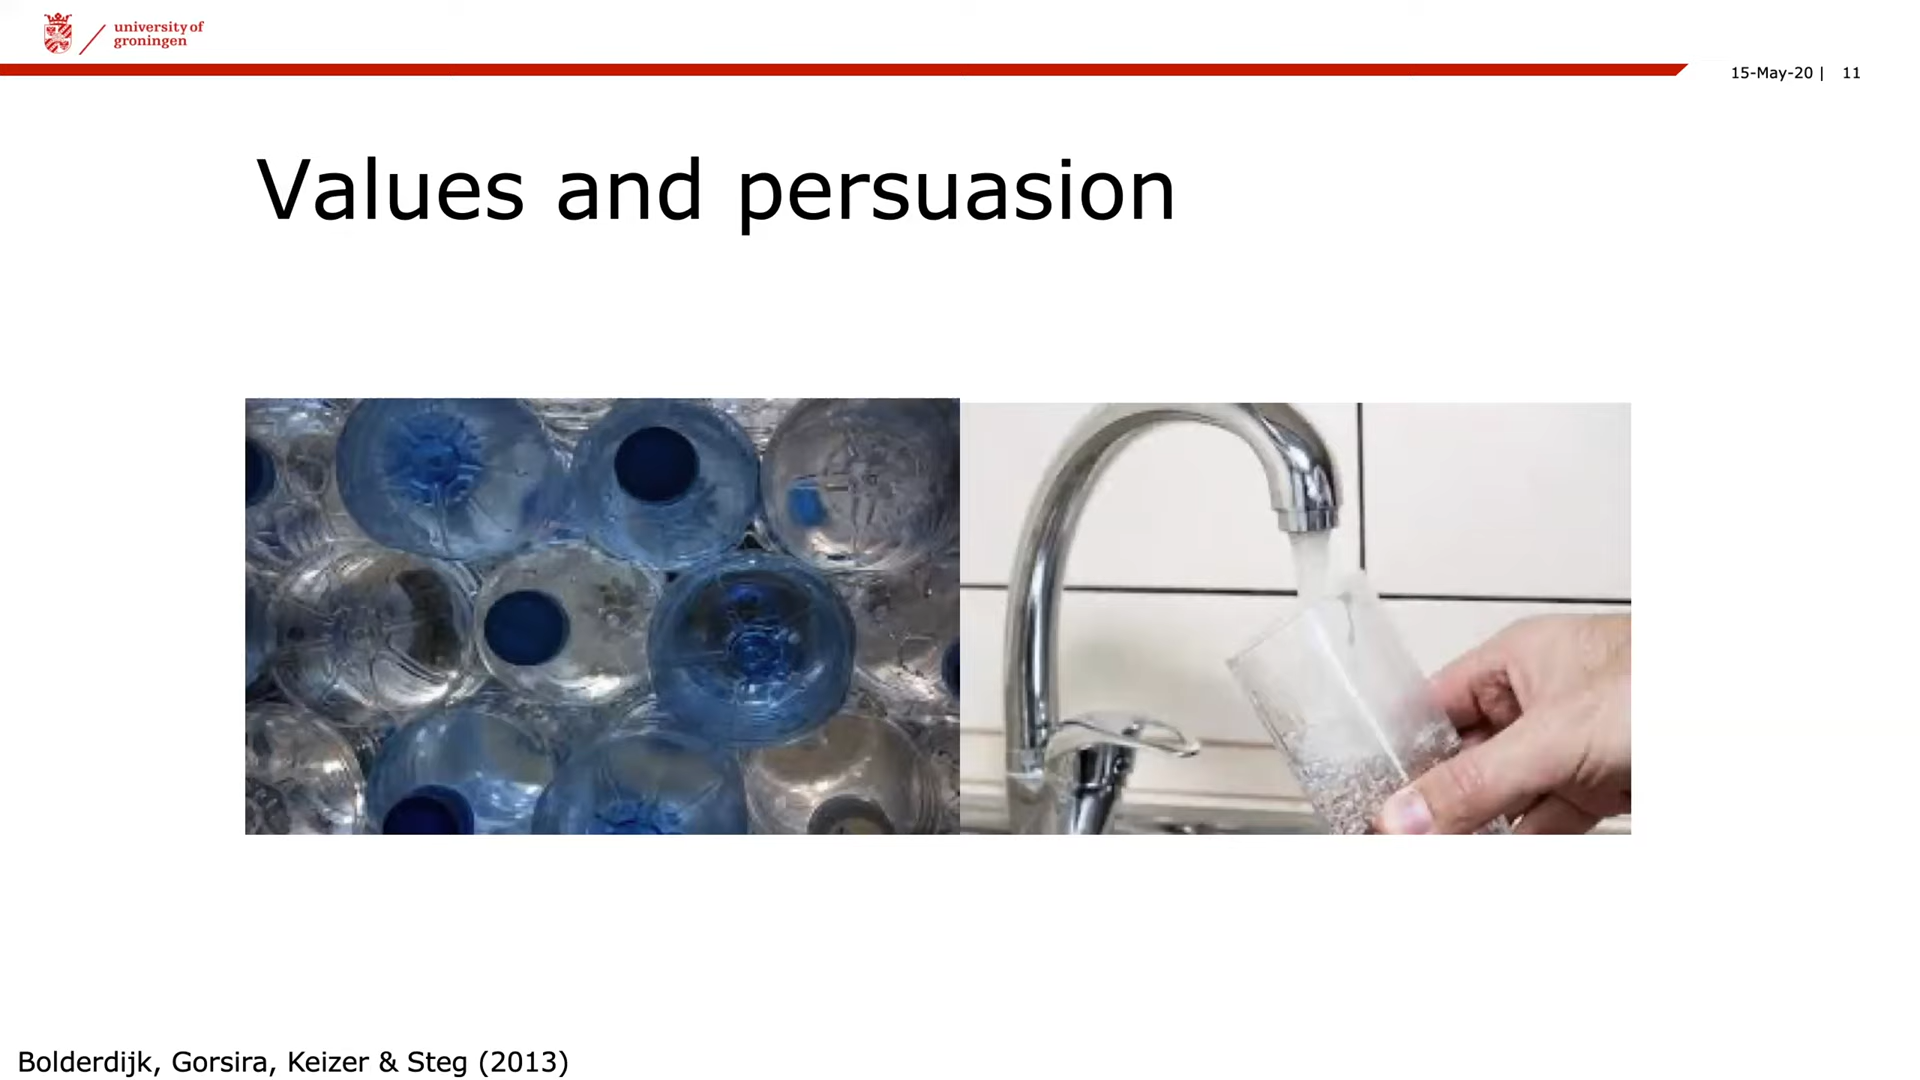 university of
groningen
15-May-20 | 11
Values and persuasion
Bolderdijk, Gorsira, Keizer & Steg (2013)